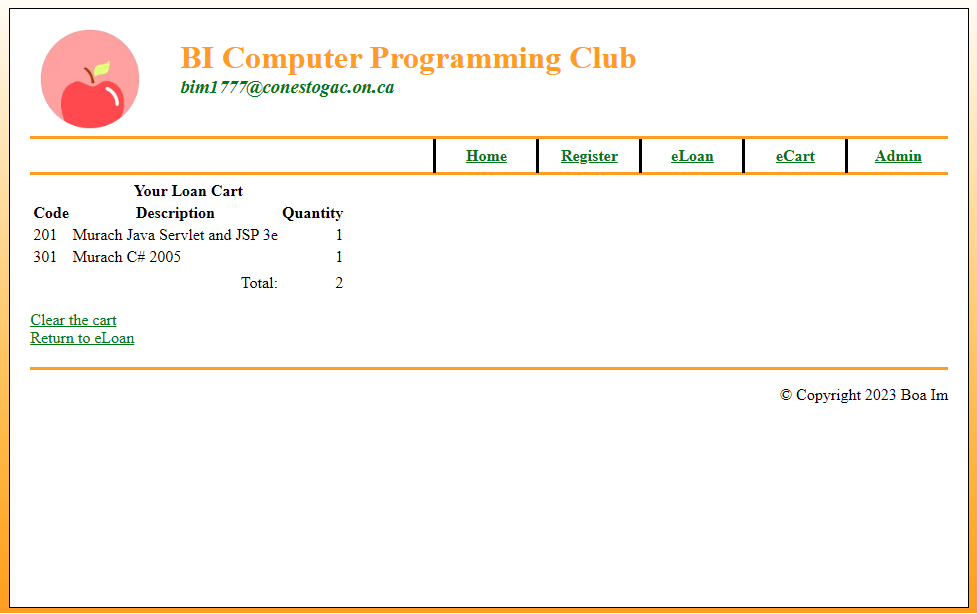 BI Computer Programming Club
bim1777@conestogac.on.ca
Home Register eLoan eCart Admin
Your Loan Cart
Code Description Quantity
201 Murach Java Servlet and JSP 3e 1
301 Murach C# 2005 1
Total: 2
Clear the cart
Return to eLoan
© Copyright 2023 Boa Im